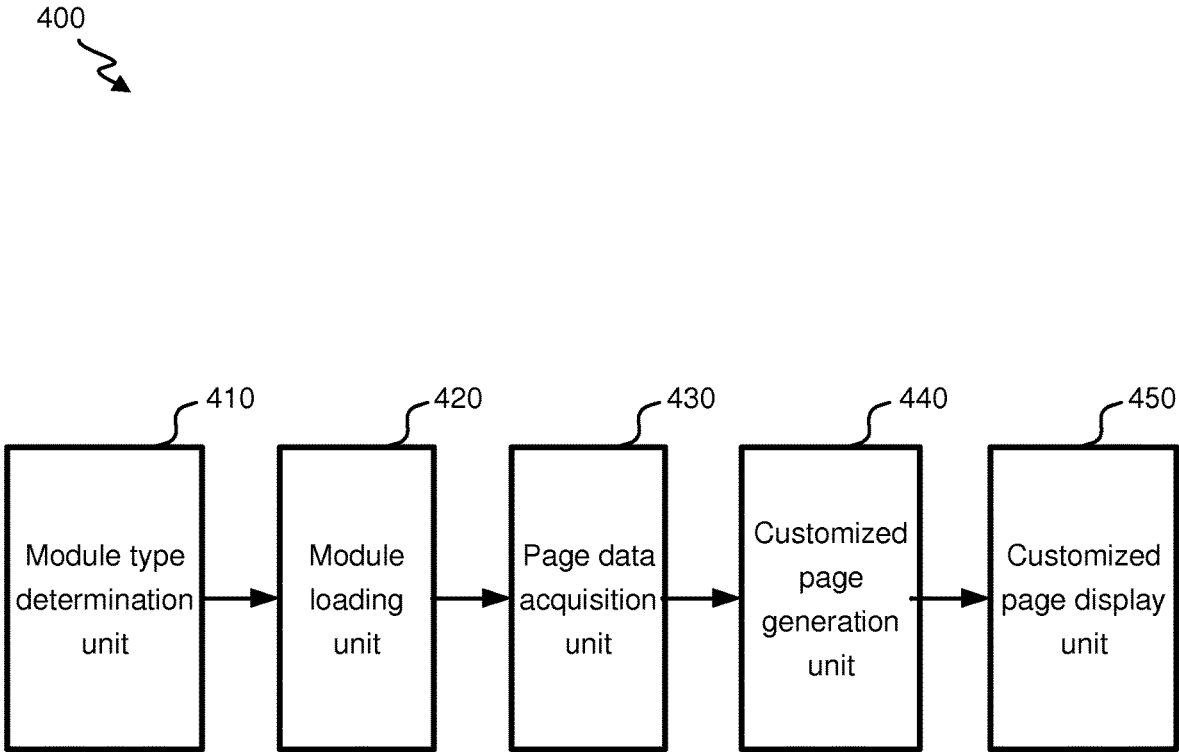 400
410
420
430
440
450
Module type
determination
unit
Module
loading
unit
Page data
acquisition
unit
Customized
page
generation
unit
Customized
page display
unit